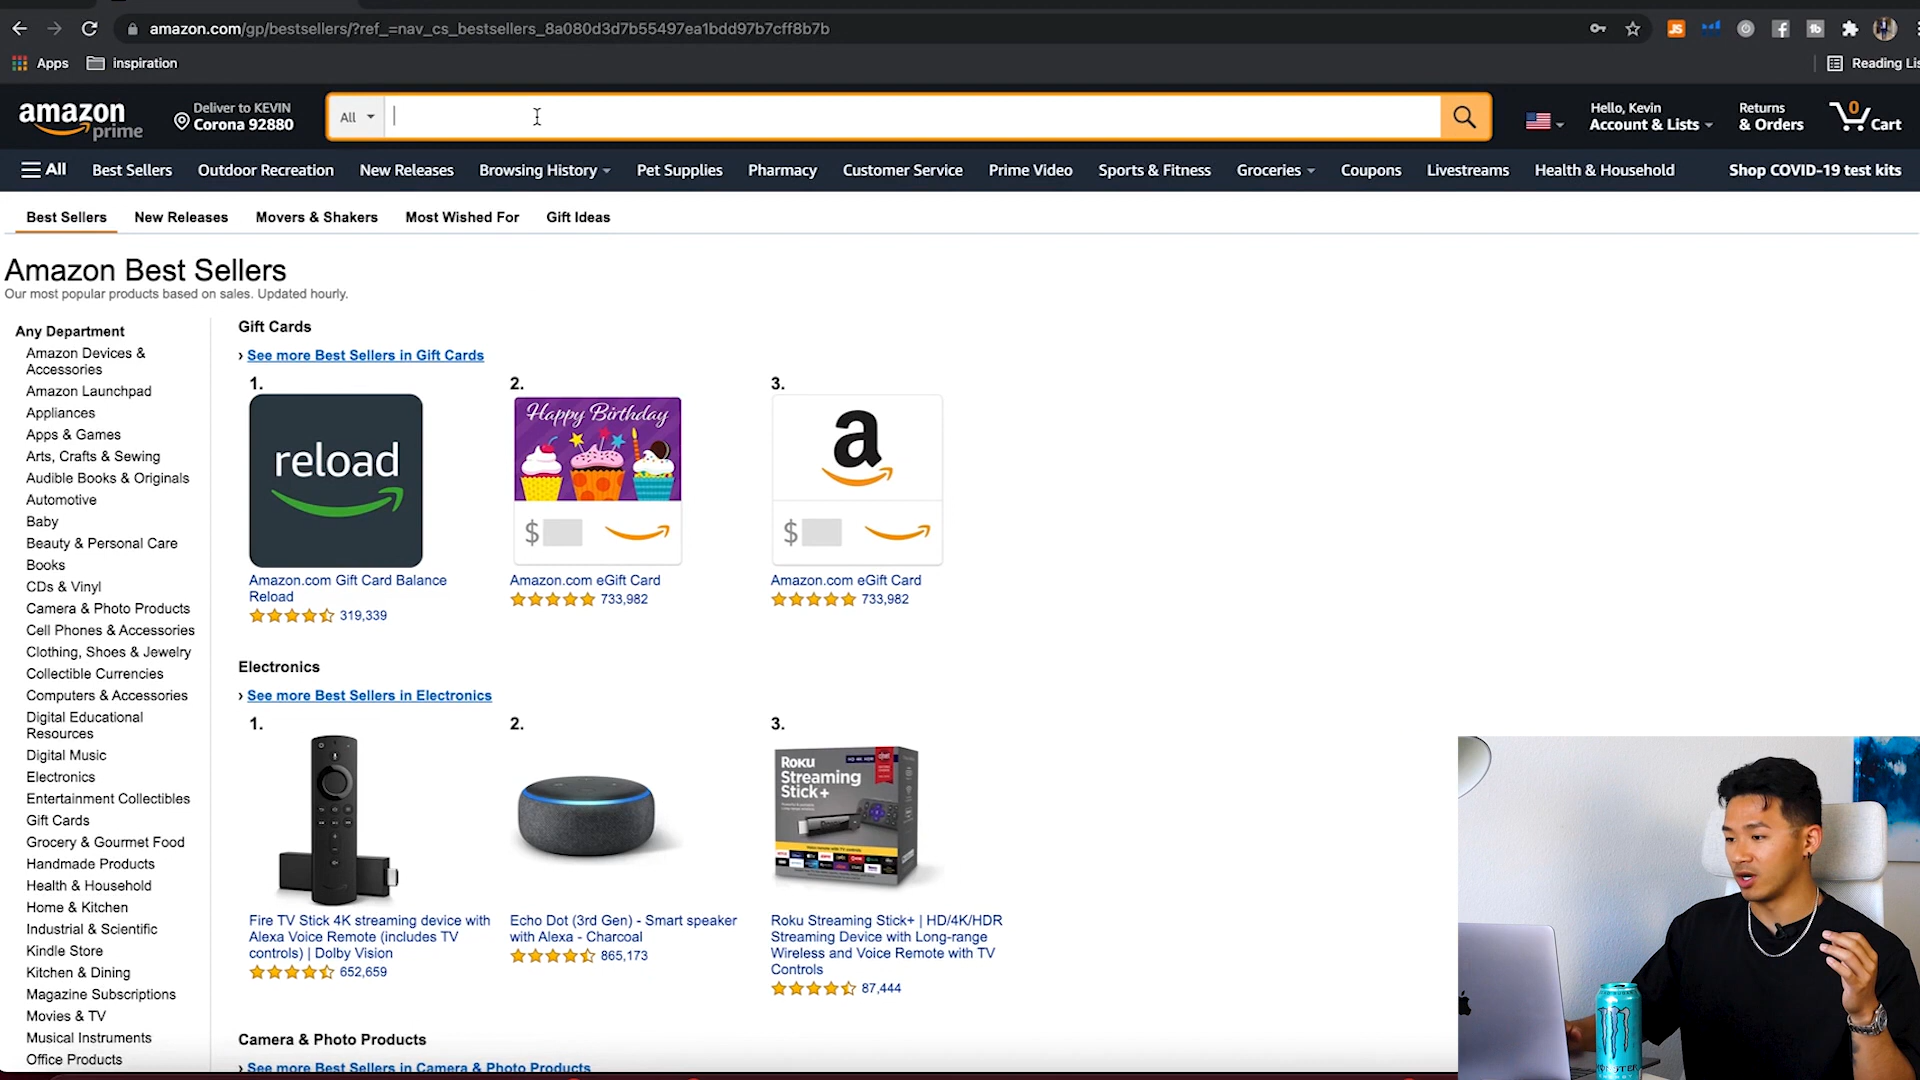 amazon.com/gp/bestsellers/?ref_=nav_cs_bestsellers_8a080d3d7b55497ea1bdd97b7cff8b7b
JS
Apps
inspiration
Reading Lis
amazon
prime
Deliver to KEVIN
Corona 92880
All
Hello, Kevin
Account & Lists
Returns
& Orders
0
Cart
All
Best Sellers
Outdoor Recreation
New Releases
Browsing History
Pet Supplies
Pharmacy
Customer Service
Prime Video
Sports & Fitness
Groceries
Coupons
Livestreams
Health & Household
Shop COVID-19 test kits
Best Sellers
New Releases
Movers & Shakers
Most Wished For
Gift Ideas
Amazon Best Sellers
Our most popular products based on sales. Updated hourly.
Any Department
Amazon Devices &
Accessories
Amazon Launchpad
Appliances
Apps & Games
Arts, Crafts & Sewing
Audible Books & Originals
Automotive
Baby
Beauty & Personal Care
Books
CDs & Vinyl
Camera & Photo Products
Cell Phones & Accessories
Clothing, Shoes & Jewelry
Collectible Currencies
Computers & Accessories
Digital Educational
Resources
Digital Music
Electronics
Entertainment Collectibles
Gift Cards
Grocery & Gourmet Food
Handmade Products
Health & Household
Home & Kitchen
Industrial & Scientific
Kindle Store
Kitchen & Dining
Magazine Subscriptions
Movies & TV
Musical Instruments
Office Products
Gift Cards
› See more Best Sellers in Gift Cards
1.
reload
Amazon.com Gift Card Balance
Reload
319,339
2.
Happy Birthday
$
Amazon.com eGift Card
733,982
3.
a
$
Amazon.com eGift Card
733,982
Electronics
› See more Best Sellers in Electronics
1.
Fire TV Stick 4K streaming device with
Alexa Voice Remote (includes TV
controls) | Dolby Vision
652,659
2.
Echo Dot (3rd Gen) - Smart speaker
with Alexa - Charcoal
865,173
3.
Roku
Streaming
Stick+
Roku Streaming Stick+ | HD/4K/HDR
Streaming Device with Long-range
Wireless and Voice Remote with TV
Controls
87,444
Camera & Photo Products
› See more Best Sellers in Camera & Photo Products
MONSTER